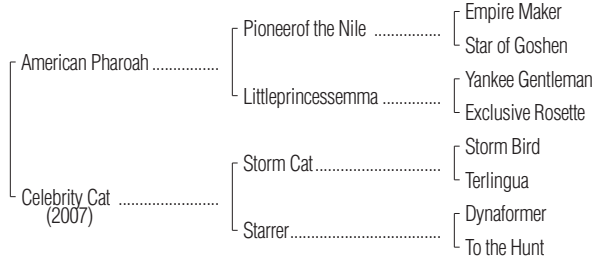 Empire Maker
Pioneerof the Nile ................
Star of Goshen
American Pharoah ................
Yankee Gentleman
Littleprincessemma ..............
Exclusive Rosette
Storm Bird
Storm Cat..............................
Terlingua
Celebrity Cat ........................
(2007)
Dynaformer
Starrer....................................
To the Hunt